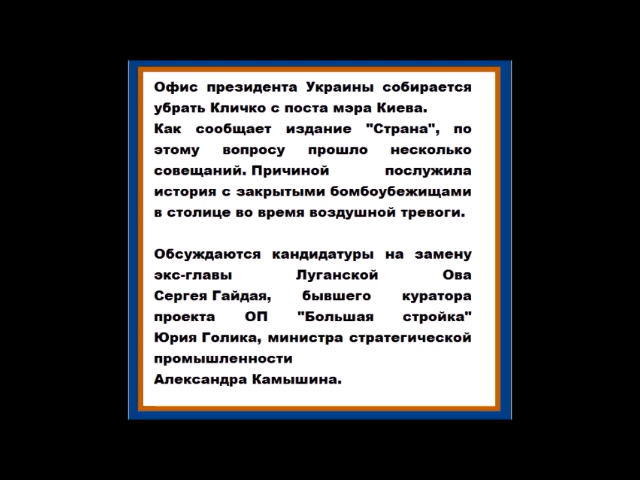 Офис президента Украины собирается
убрать Кличко с поста мэра Киева.
Как сообщает издание "Страна", по
этому вопросу прошло несколько
совещаний. Причиной послужила
история с закрытыми бомбоубежищами
в столице во время воздушной тревоги.
Обсуждаются кандидатуры на замену
экс-главы Луганской Ова
Сергея Гайдая, бывшего куратора
проекта ОП "Большая стройка"
Юрия Голика, министра стратегической
промышленности
Александра Камышина.